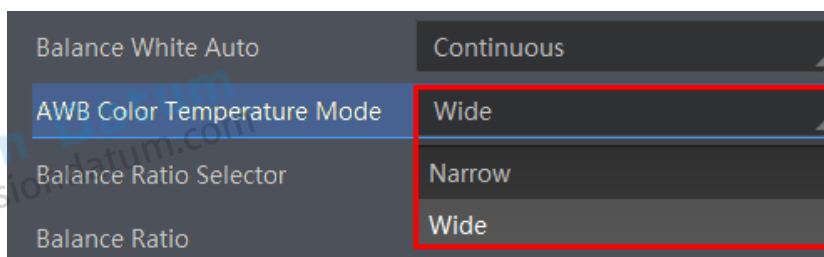 Balance White Auto Continuous
AWB Color Temperature Mode Wide
Balance Ratio Selector Narrow
Balance Ratio Wide